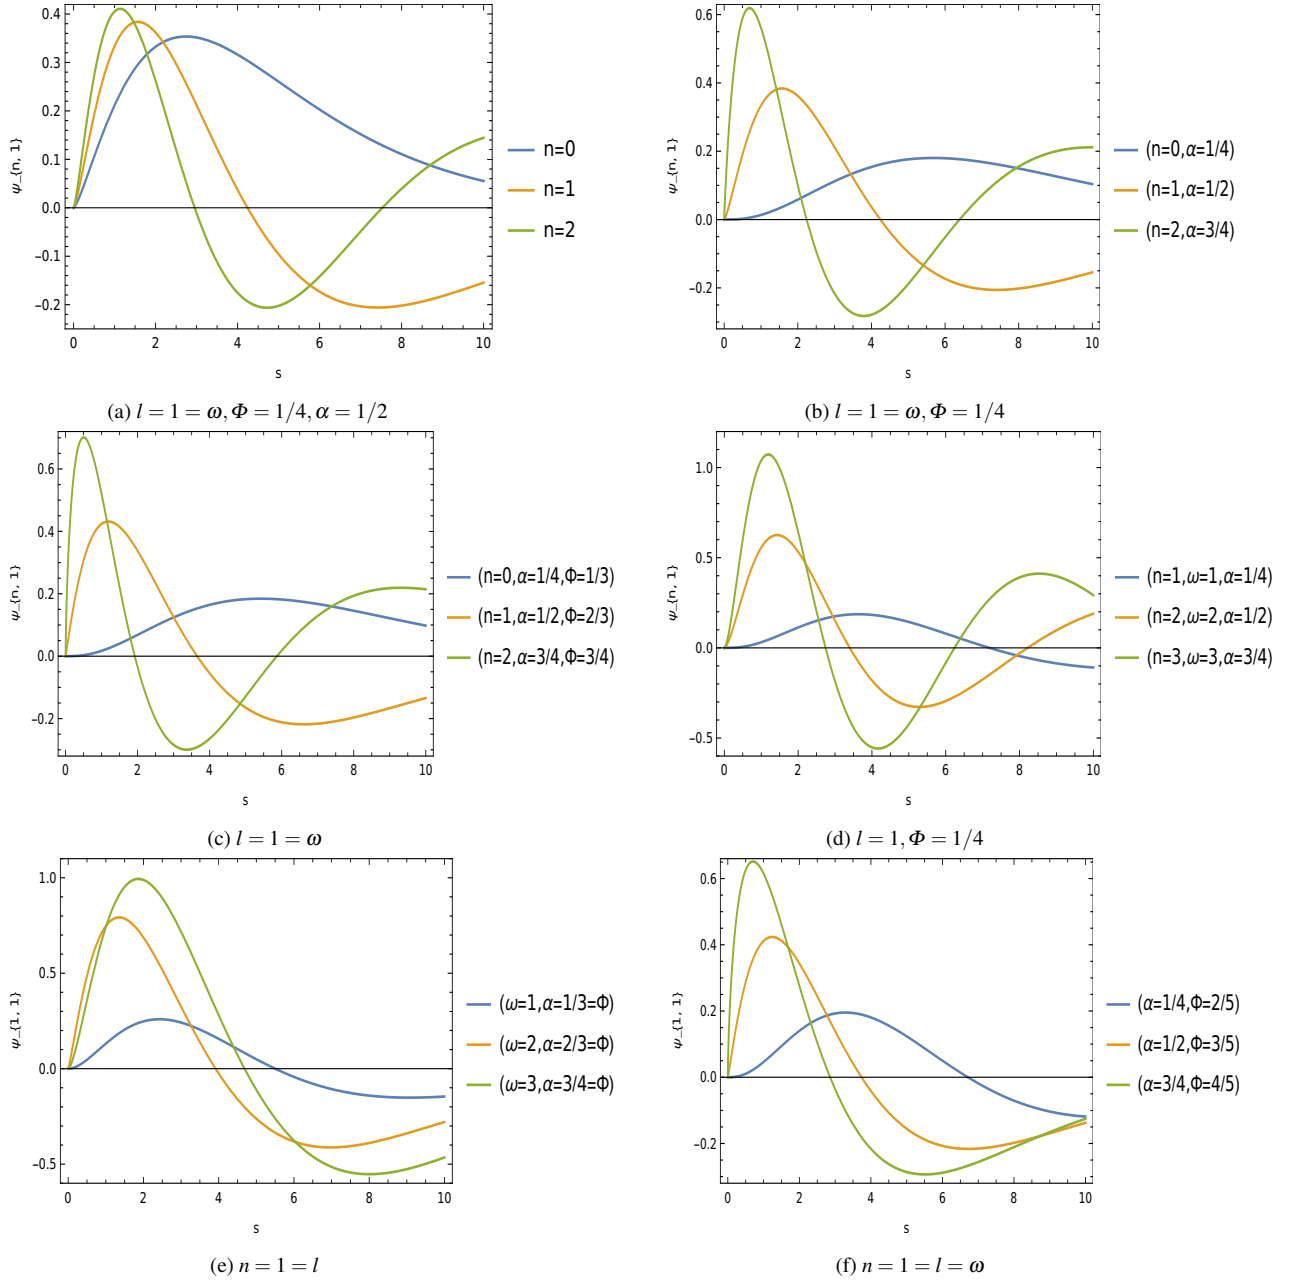 0.4
0.3
0.2
0.1
0.0
−0.1
−0.2
0 2 4 6 8 10
ψ_{n, 1}
s
n=0
n=1
n=2
(a) l = 1 = ω, Φ = 1/4, α = 1/2
0.6
0.4
0.2
0.0
−0.2
0 2 4 6 8 10
ψ_{n, 1}
s
(n=0,α=1/4)
(n=1,α=1/2)
(n=2,α=3/4)
(b) l = 1 = ω, Φ = 1/4
0.6
0.4
0.2
0.0
−0.2
0 2 4 6 8 10
ψ_{n, 1}
s
(n=0,α=1/4,Φ=1/3)
(n=1,α=1/2,Φ=2/3)
(n=2,α=3/4,Φ=3/4)
(c) l = 1 = ω
1.0
0.5
0.0
−0.5
0 2 4 6 8 10
ψ_{n, 1}
s
(n=1,ω=1,α=1/4)
(n=2,ω=2,α=1/2)
(n=3,ω=3,α=3/4)
(d) l = 1, Φ = 1/4
1.0
0.5
0.0
−0.5
0 2 4 6 8 10
ψ_{1, 1}
s
(ω=1,α=1/3=Φ)
(ω=2,α=2/3=Φ)
(ω=3,α=3/4=Φ)
(e) n = 1 = l
0.6
0.4
0.2
0.0
−0.2
0 2 4 6 8 10
ψ_{1, 1}
s
(α=1/4,Φ=2/5)
(α=1/2,Φ=3/5)
(α=3/4,Φ=4/5)
(f) n = 1 = l = ω